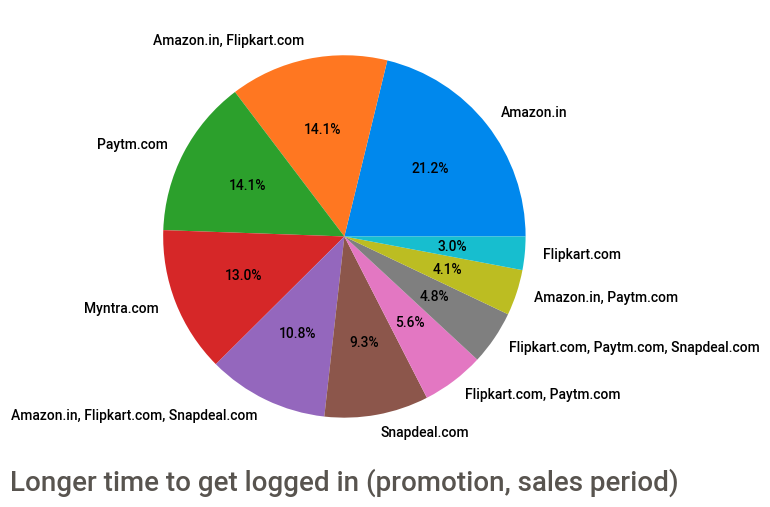 Amazon.in, Flipkart.com
Amazon.in
14.1%
21.2%
Paytm.com
14.1%
3.0%
Flipkart.com
4.1%
Amazon.in, Paytm.com
13.0%
4.8%
Myntra.com
5.6%
10.8%
9.3%
Flipkart.com, Paytm.com, Snapdeal.com
Flipkart.com, Paytm.com
Amazon.in, Flipkart.com, Snapdeal.com
Snapdeal.com
Longer time to get logged in (promotion, sales period)